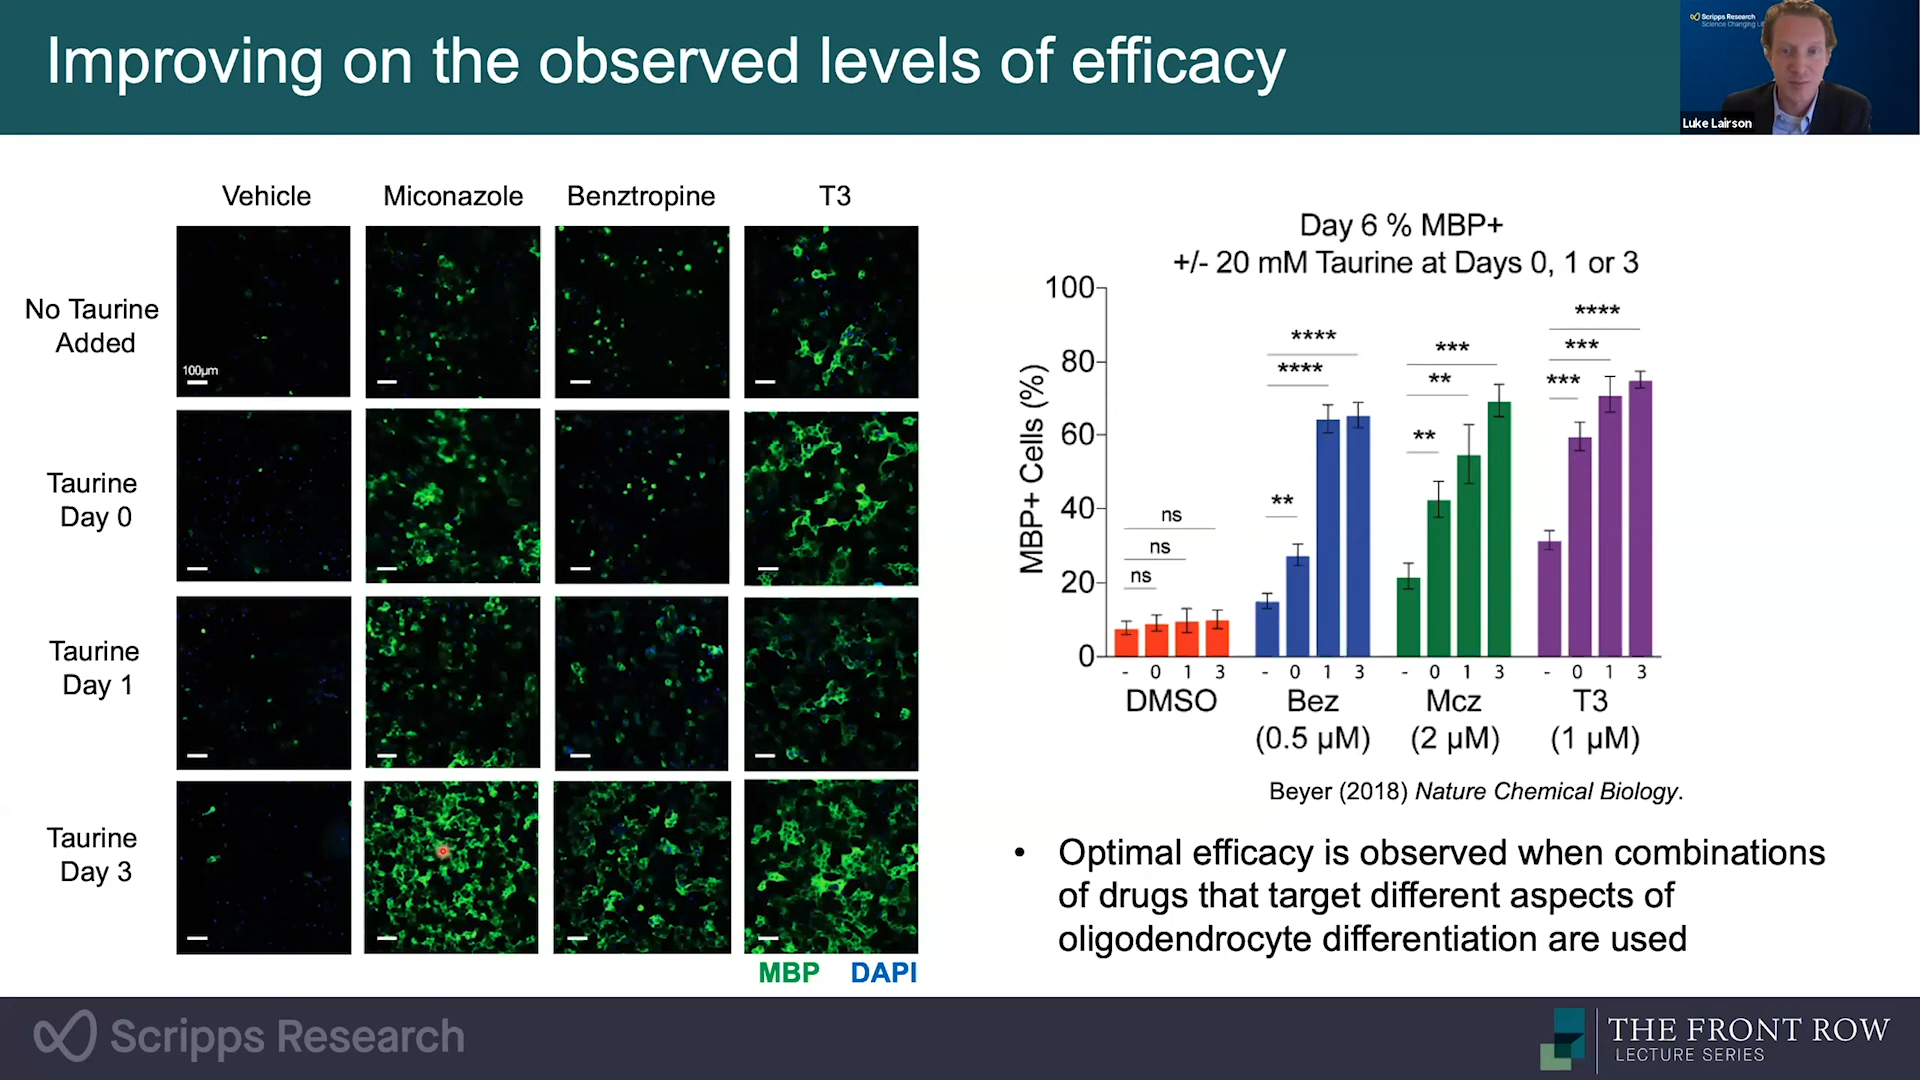 Improving on the observed levels of efficacy
Scripps Research
Science Changing Li
Luke Lairson
Vehicle
Miconazole
Benztropine
T3
No Taurine
Added
100µm
Taurine
Day 0
Taurine
Day 1
Taurine
Day 3
MBP DAPI
Day 6 % MBP+
+/- 20 mM Taurine at Days 0, 1 or 3
MBP+ Cells (%)
100
80
60
40
20
0
ns
ns
ns
**
****
****
**
**
***
***
***
****
- 0 1 3
- 0 1 3
- 0 1 3
- 0 1 3
DMSO
Bez
(0.5 µM)
Mcz
(2 µM)
T3
(1 µM)
Beyer (2018) Nature Chemical Biology.
• Optimal efficacy is observed when combinations
of drugs that target different aspects of
oligodendrocyte differentiation are used
Scripps Research
THE FRONT ROW
LECTURE SERIES